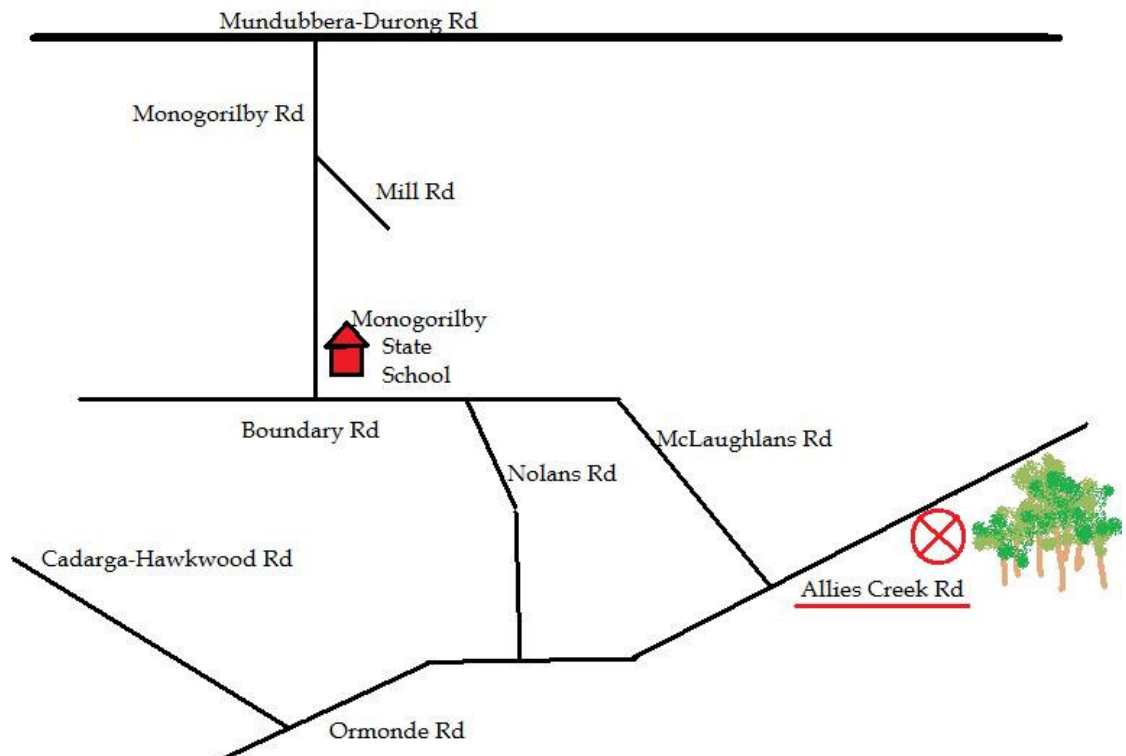 Mundubbera-Durong Rd
Monogorilby Rd
Mill Rd
Monogorilby
State
School
Boundary Rd
McLaughlans Rd
Nolans Rd
Cadarga-Hawkwood Rd
Allies Creek Rd
Ormonde Rd